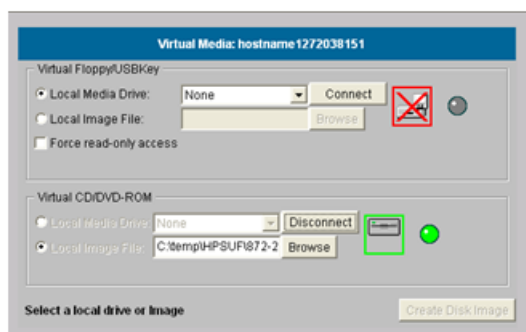 Virtual Media: hostname1272038151
Virtual Floppy/USBKey
Local Media Drive: None Connect
Local Image File: Browse
Force read-only access
Virtual CD/DVD-ROM
Local Media Drive: None Disconnect
Local Image File: C:\temp\HPSUF\872-2 Browse
Select a local drive or Image Create Disk Image